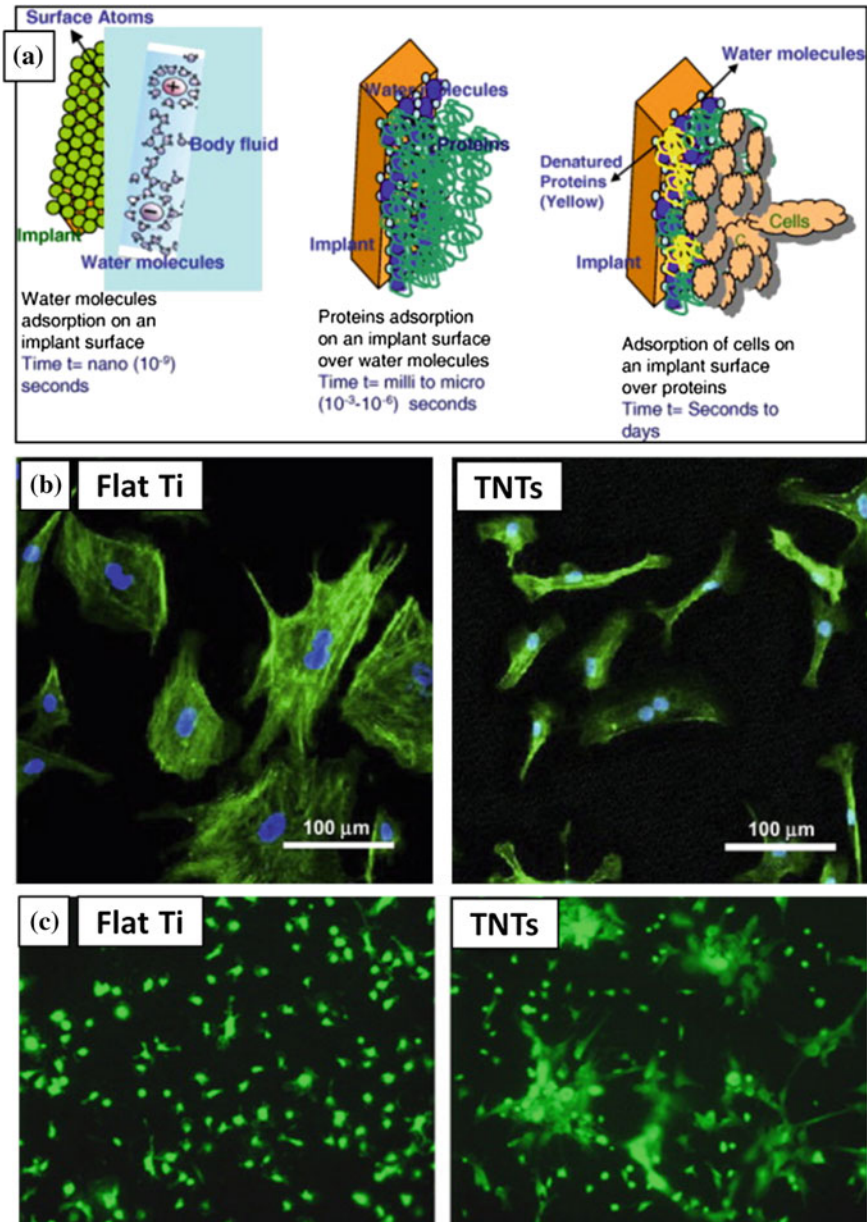 (a)
Surface Atoms
Body fluid
Implant
Water molecules
Water molecules adsorption on an
implant surface
Time t= nano (10⁻⁹)
seconds
Water molecules
Proteins
Implant
Proteins adsorption
on an implant surface
over water molecules
Time t= milli to micro
(10⁻³-10⁻⁶) seconds
Water molecules
Denatured
Proteins
(Yellow)
Cells
C
Implant
Adsorption of cells on
an implant surface
over proteins
Time t= Seconds to
days
(b) Flat Ti
100 µm
TNTs
100 µm
(c) Flat Ti
TNTs